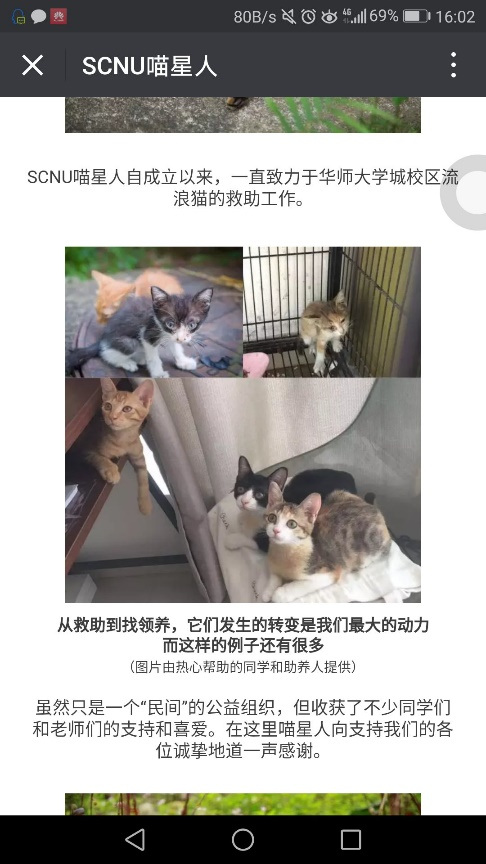 80B/s 4G 69% 16:02
SCNU喵星人
SCNU喵星人自成立以来，一直致力于华师大学城校区流
浪猫的救助工作。
从救助到找领养，它们发生的转变是我们最大的动力
而这样的例子还有很多
（图片由热心帮助的同学和助养人提供）
虽然只是一个“民间”的公益组织，但收获了不少同学们
和老师们的支持和喜爱。在这里喵星人向支持我们的各
位诚挚地道一声感谢。